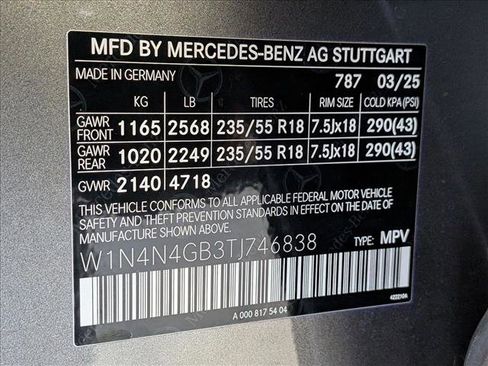 MFD BY MERCEDES-BENZ AG STUTTGART
MADE IN GERMANY 787 03/25
KG LB TIRES RIM SIZE COLD KPA(PSI)
GAWR FRONT 1165 2568 235/55 R18 7.5Jx18 290(43)
GAWR REAR 1020 2249 235/55 R18 7.5Jx18 290(43)
GVWR 2140 4718
THIS VEHICLE CONFORMS TO ALL APPLICABLE FEDERAL MOTOR VEHICLE
SAFETY, BUMPER, AND THEFT PREVENTION STANDARDS IN EFFECT ON THE DATE OF
MANUFACTURE SHOWN ABOVE.
W1N4N4GB3TJ746838 TYPE: MPV
422210A
A 000 817 54 04